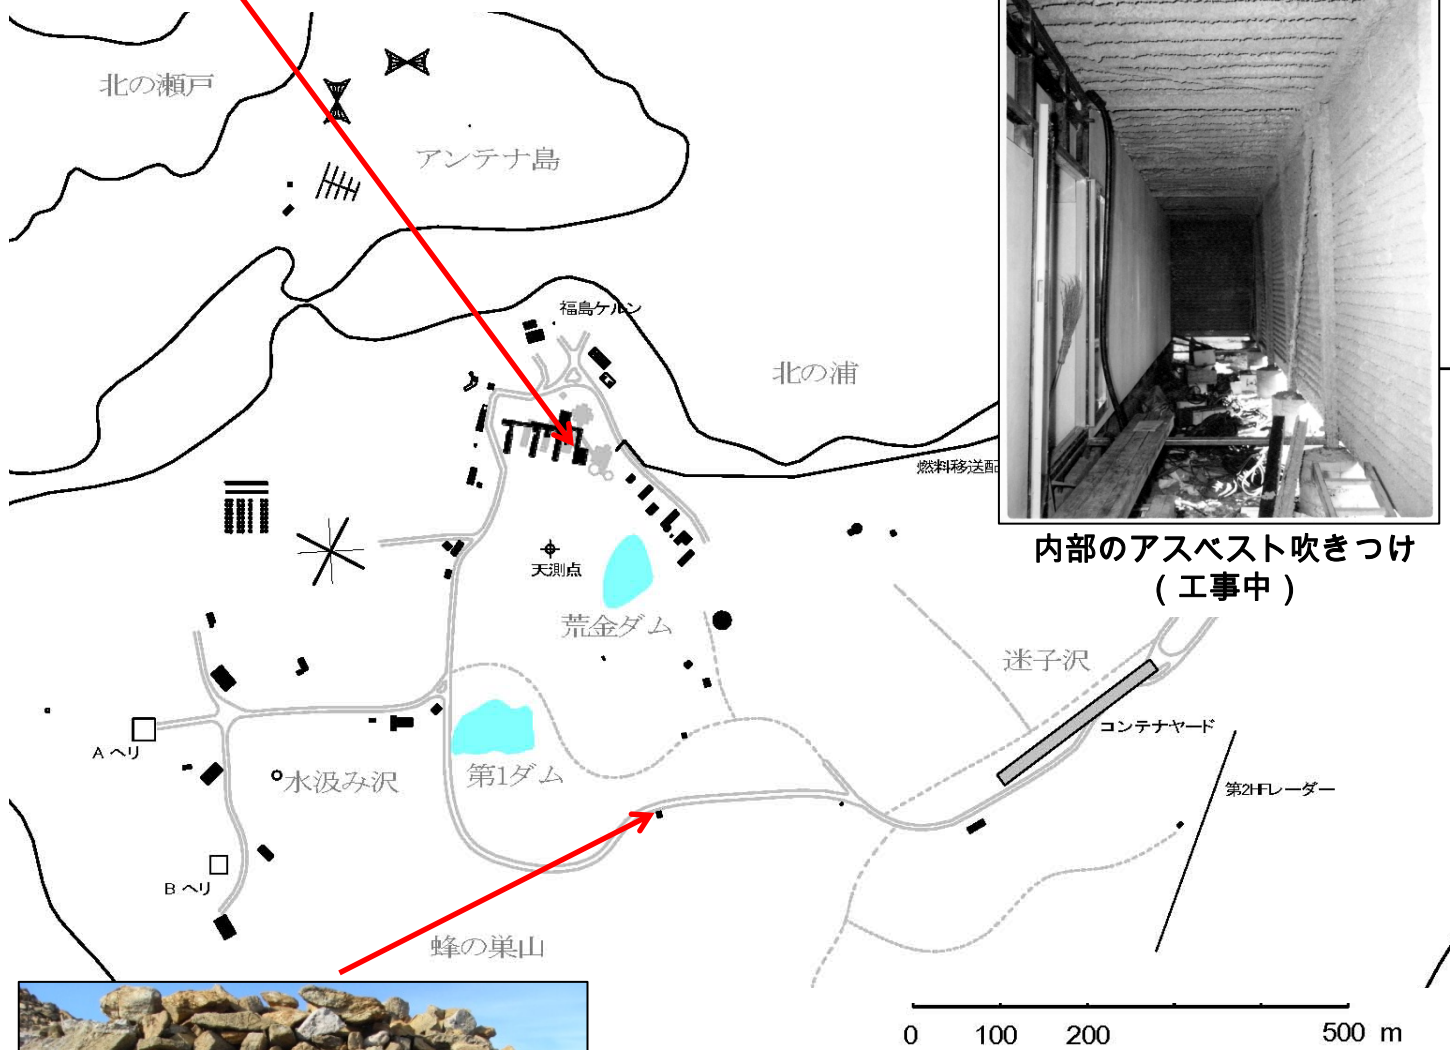 北の瀬戸
アンテナ島
福島ケルン
北の浦
燃料移送配
内部のアスベスト吹きつけ
(工事中)
天測点
荒金ダム
迷子沢
コンテナヤード
A ヘリ
水汲み沢
第1ダム
第2HFレーダー
B ヘリ
蜂の巣山
0 100 200 500 m